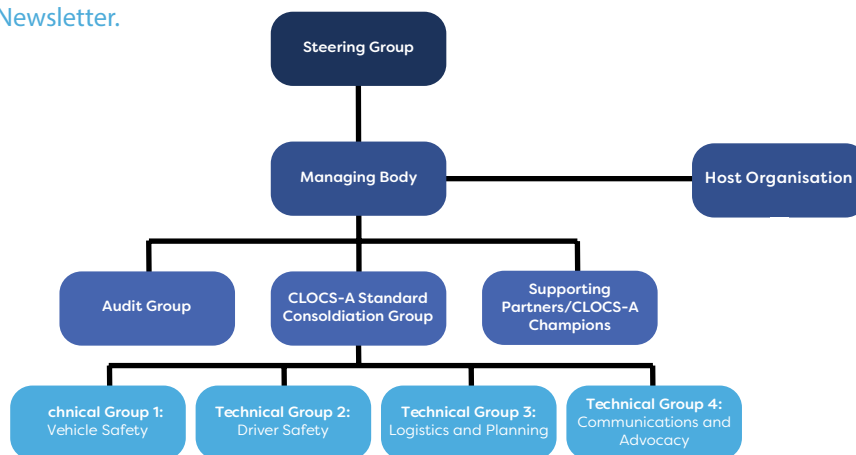 Newsletter.
Steering Group
Managing Body
Host Organisation
Audit Group
CLOCS-A Standard
Consoldiation Group
Supporting
Partners/CLOCS-A
Champions
chnical Group 1:
Vehicle Safety
Technical Group 2:
Driver Safety
Technical Group 3:
Logistics and Planning
Technical Group 4:
Communications and
Advocacy